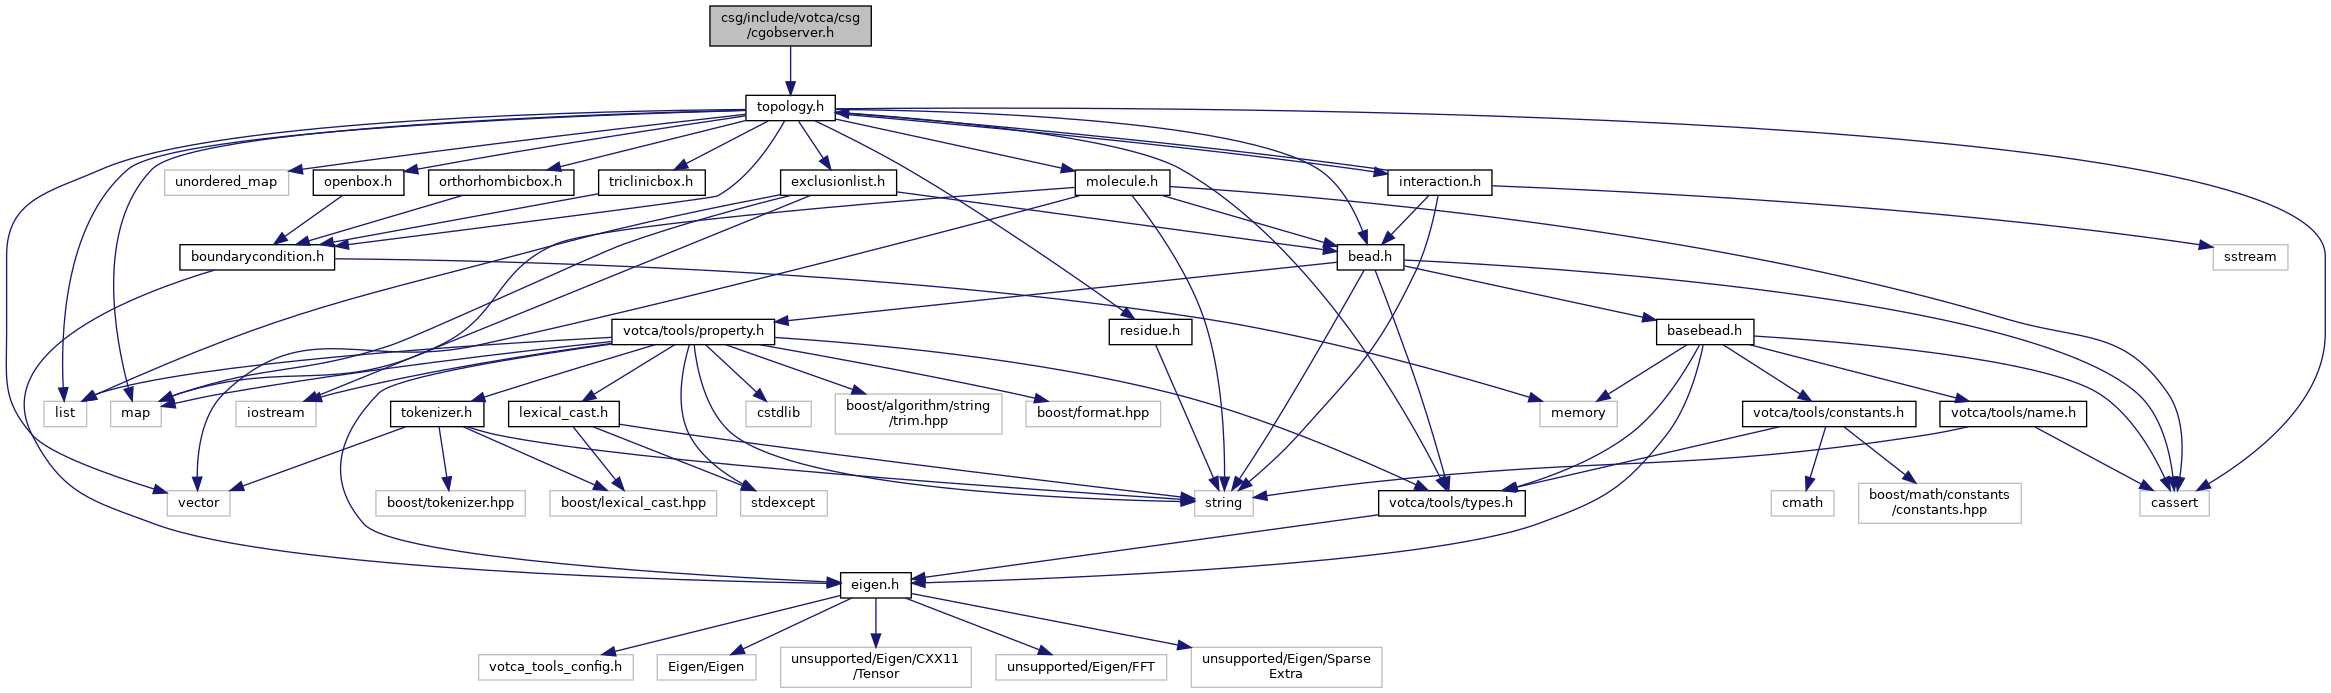 csg/include/votca/csg
/cgobserver.h
topology.h
unordered_map
openbox.h
orthorhombicbox.h
triclinicbox.h
exclusionlist.h
molecule.h
interaction.h
boundarycondition.h
bead.h
sstream
votca/tools/property.h
residue.h
basebead.h
list
map
iostream
tokenizer.h
lexical_cast.h
cstdlib
boost/algorithm/string
/trim.hpp
boost/format.hpp
memory
votca/tools/constants.h
votca/tools/name.h
vector
boost/tokenizer.hpp
boost/lexical_cast.hpp
stdexcept
string
votca/tools/types.h
cmath
boost/math/constants
/constants.hpp
cassert
eigen.h
votca_tools_config.h
Eigen/Eigen
unsupported/Eigen/CXX11
/Tensor
unsupported/Eigen/FFT
unsupported/Eigen/Sparse
Extra